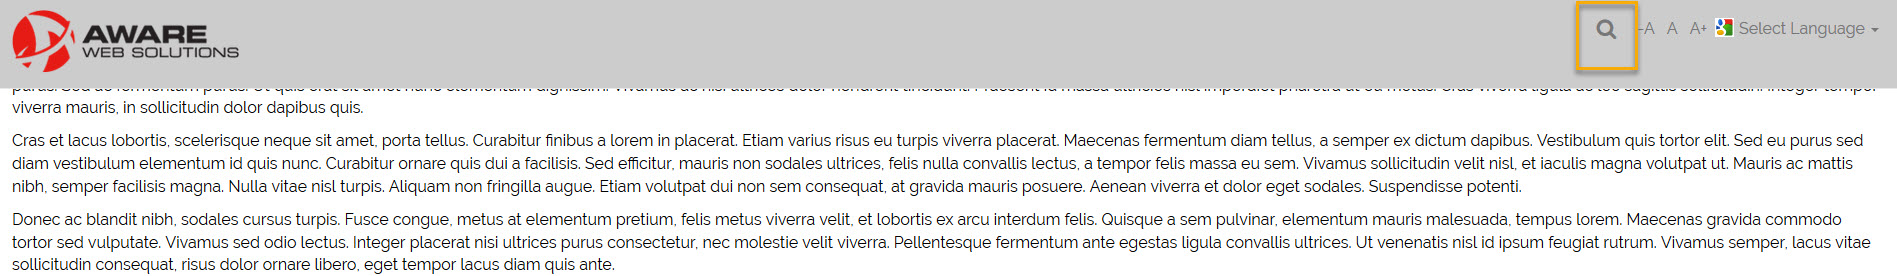 AWARE
WEB SOLUTIONS
-A A A+ Select Language
viverra mauris, in sollicitudin dolor dapibus quis.
Cras et lacus lobortis, scelerisque neque sit amet, porta tellus. Curabitur finibus a lorem in placerat. Etiam varius risus eu turpis viverra placerat. Maecenas fermentum diam tellus, a semper ex dictum dapibus. Vestibulum quis tortor elit. Sed eu purus sed
diam vestibulum elementum id quis nunc. Curabitur ornare quis dui a facilisis. Sed efficitur, mauris non sodales ultrices, felis nulla convallis lectus, a tempor felis massa eu sem. Vivamus sollicitudin velit nisl, et iaculis magna volutpat ut. Mauris ac mattis
nibh, semper facilisis magna. Nulla vitae nisl turpis. Aliquam non fringilla augue. Etiam volutpat dui non sem consequat, at gravida mauris posuere. Aenean viverra et dolor eget sodales. Suspendisse potenti.
Donec ac blandit nibh, sodales cursus turpis. Fusce congue, metus at elementum pretium, felis metus viverra velit, et lobortis ex arcu interdum felis. Quisque a sem pulvinar, elementum mauris malesuada, tempus lorem. Maecenas gravida commodo
tortor sed vulputate. Vivamus sed odio lectus. Integer placerat nisi ultrices purus consectetur, nec molestie velit viverra. Pellentesque fermentum ante egestas ligula convallis ultrices. Ut venenatis nisl id ipsum feugiat rutrum. Vivamus semper, lacus vitae
sollicitudin consequat, risus dolor ornare libero, eget tempor lacus diam quis ante.